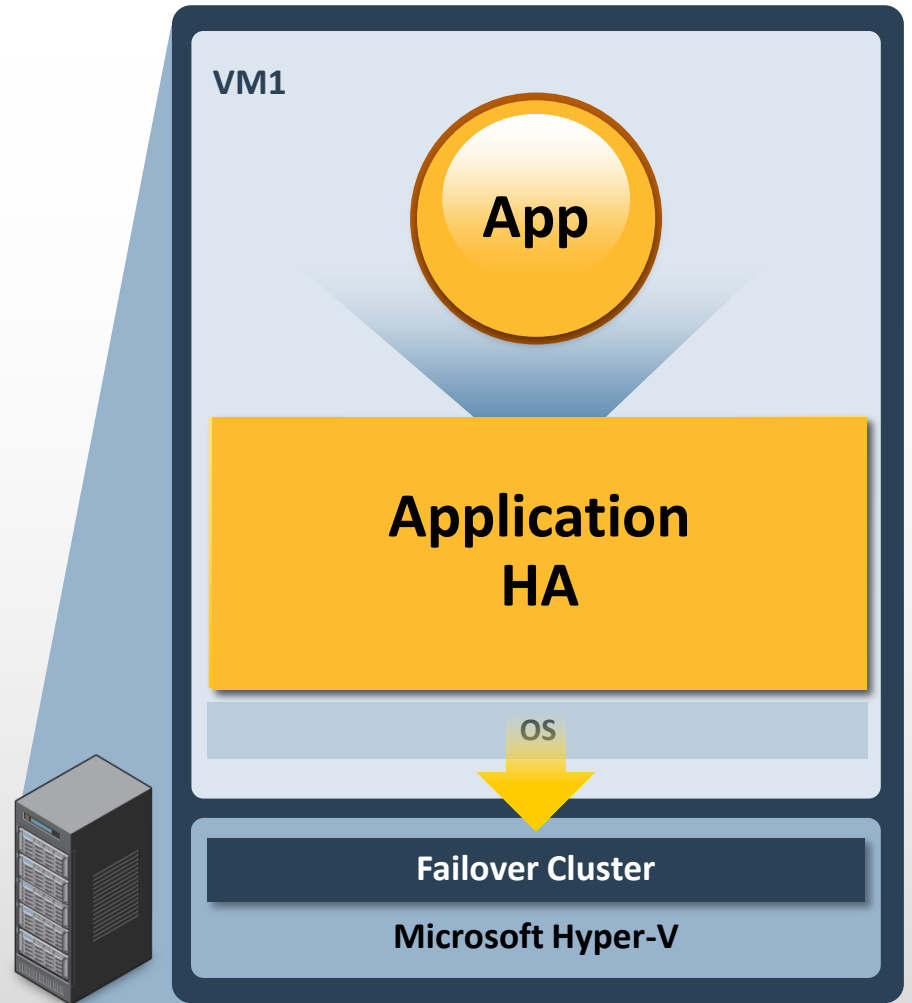 VM1
App
Application
HA
OS
Failover Cluster
Microsoft Hyper-V